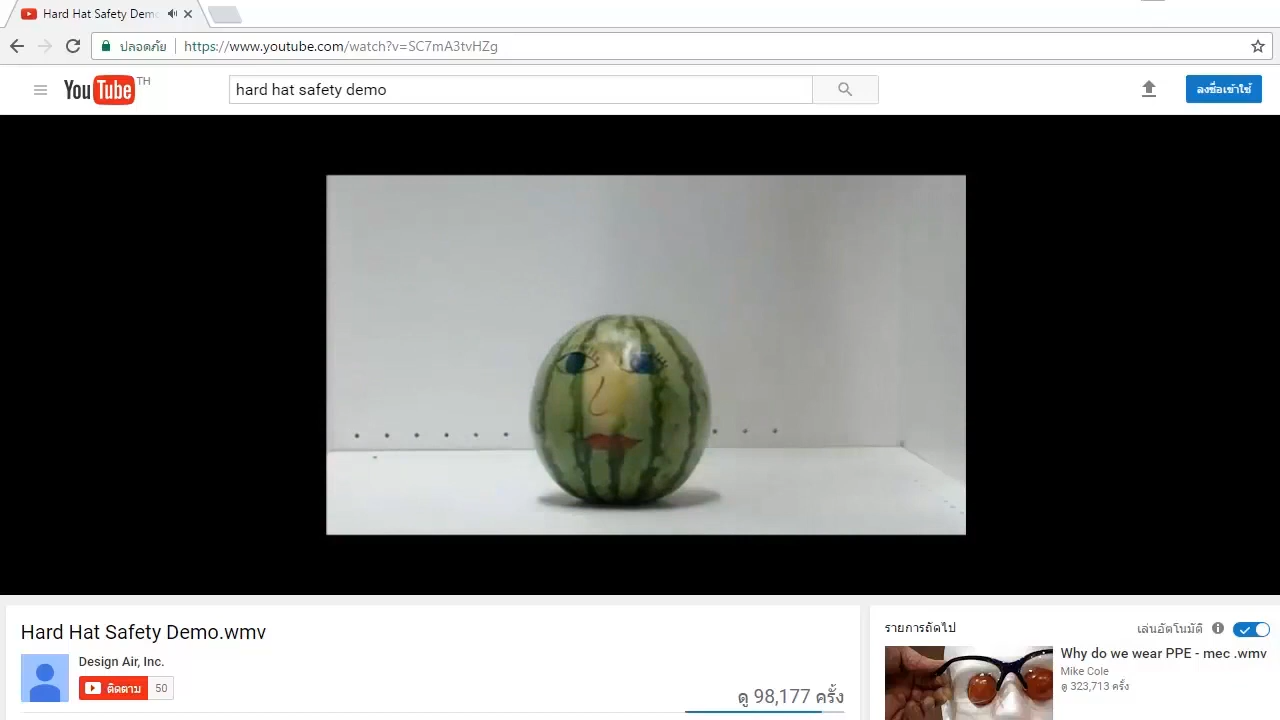 Hard Hat Safety Demo
ปลอดภัย
https://www.youtube.com/watch?v=SC7mA3tvHZg
YouTube TH
hard hat safety demo
ลงชื่อเข้าใช้
Hard Hat Safety Demo.wmv
Design Air, Inc.
ติดตาม 50
ดู 98,177 ครั้ง
รายการถัดไป
เล่นอัตโนมัติ
Why do we wear PPE - mec .wmv
Mike Cole
ดู 323,713 ครั้ง